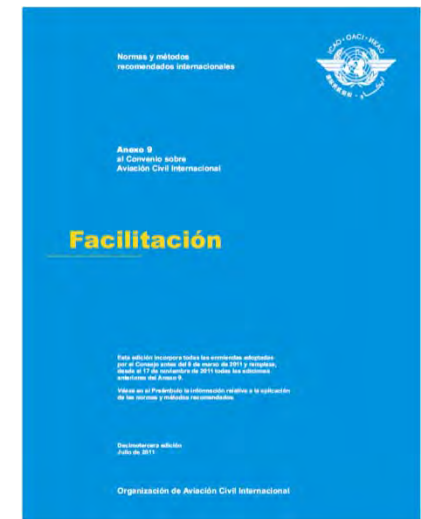 Normas y métodos
recomendados internacionales
ICAO · OACI · ИКАО
Anexo 9
al Convenio sobre
Aviación Civil Internacional
Facilitación
Esta edición incorpora todas las enmiendas adoptadas
por el Consejo antes del 5 de marzo de 2011 y remplaza,
desde el 17 de noviembre de 2011 todas las ediciones
anteriores del Anexo 9.
Véase en el Preámbulo la información relativa a la aplicación
de las normas y métodos recomendados.
Decimotercera edición
Julio de 2011
Organización de Aviación Civil Internacional